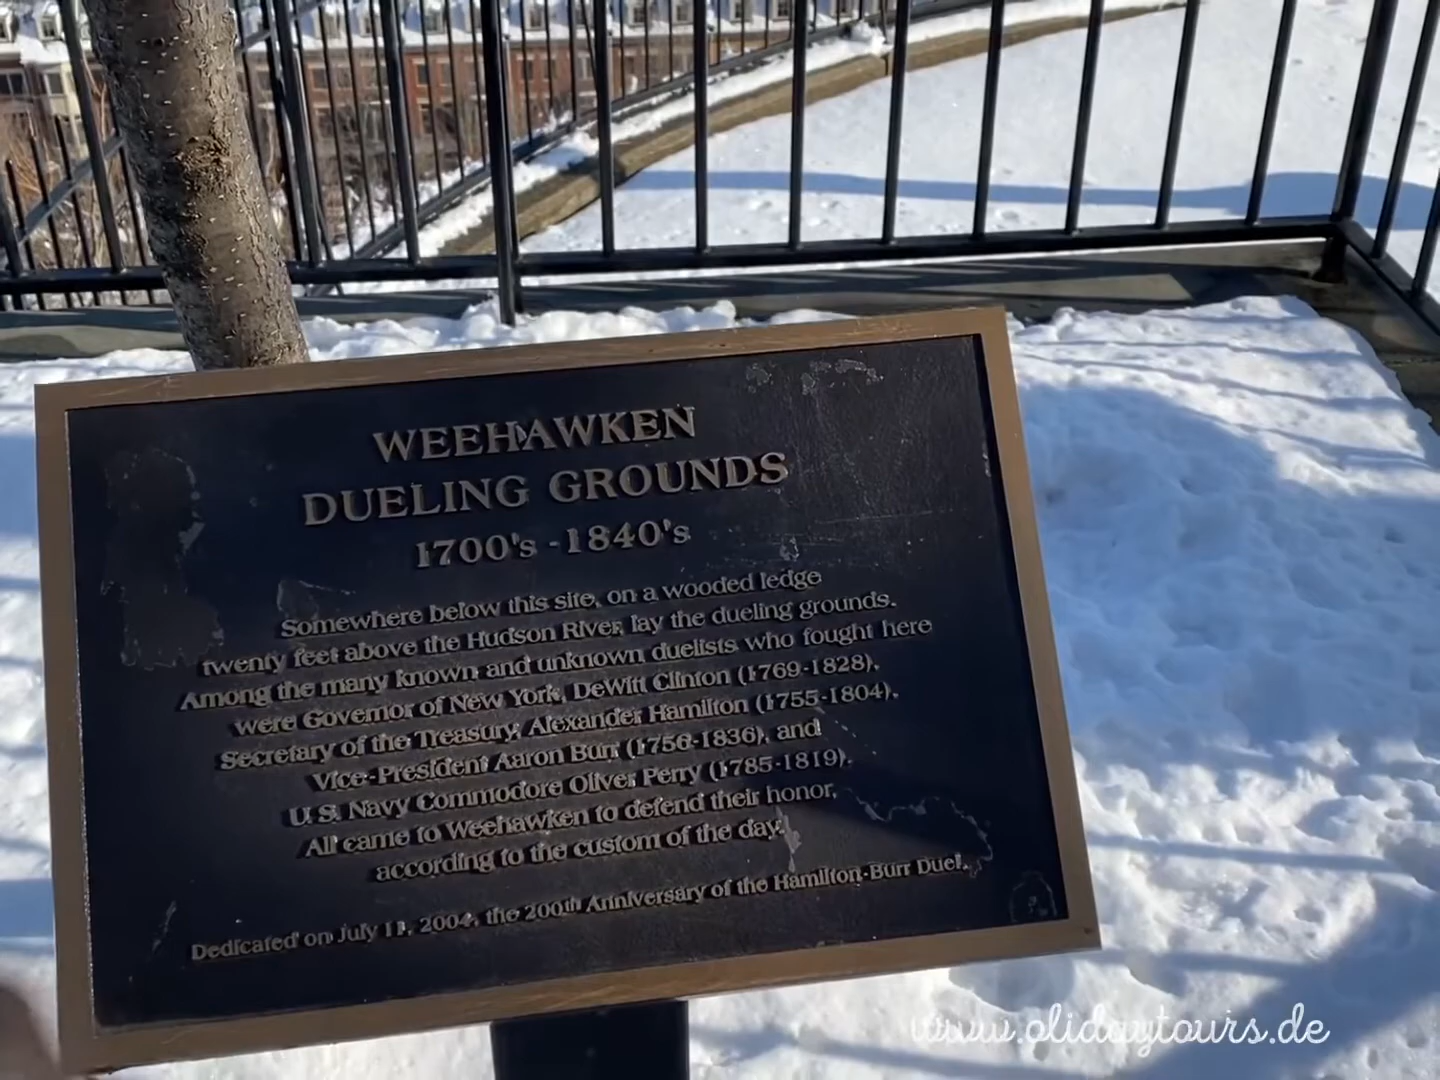 WEEHAWKEN
DUELING GROUNDS
1700's - 1840's
Somewhere below this site, on a wooded ledge
twenty feet above the Hudson River, lay the dueling grounds.
Among the many known and unknown duelists who fought here
were Governor of New York, DeWitt Clinton (1769-1828),
Secretary of the Treasury, Alexander Hamilton (1755-1804),
Vice-President Aaron Burr (1756-1836), and
U.S. Navy Commodore Oliver Perry (1785-1819).
All came to Weehawken to defend their honor,
according to the custom of the day.
Dedicated on July 11, 2004, the 200th Anniversary of the Hamilton-Burr Duel.
www.olidaytours.de